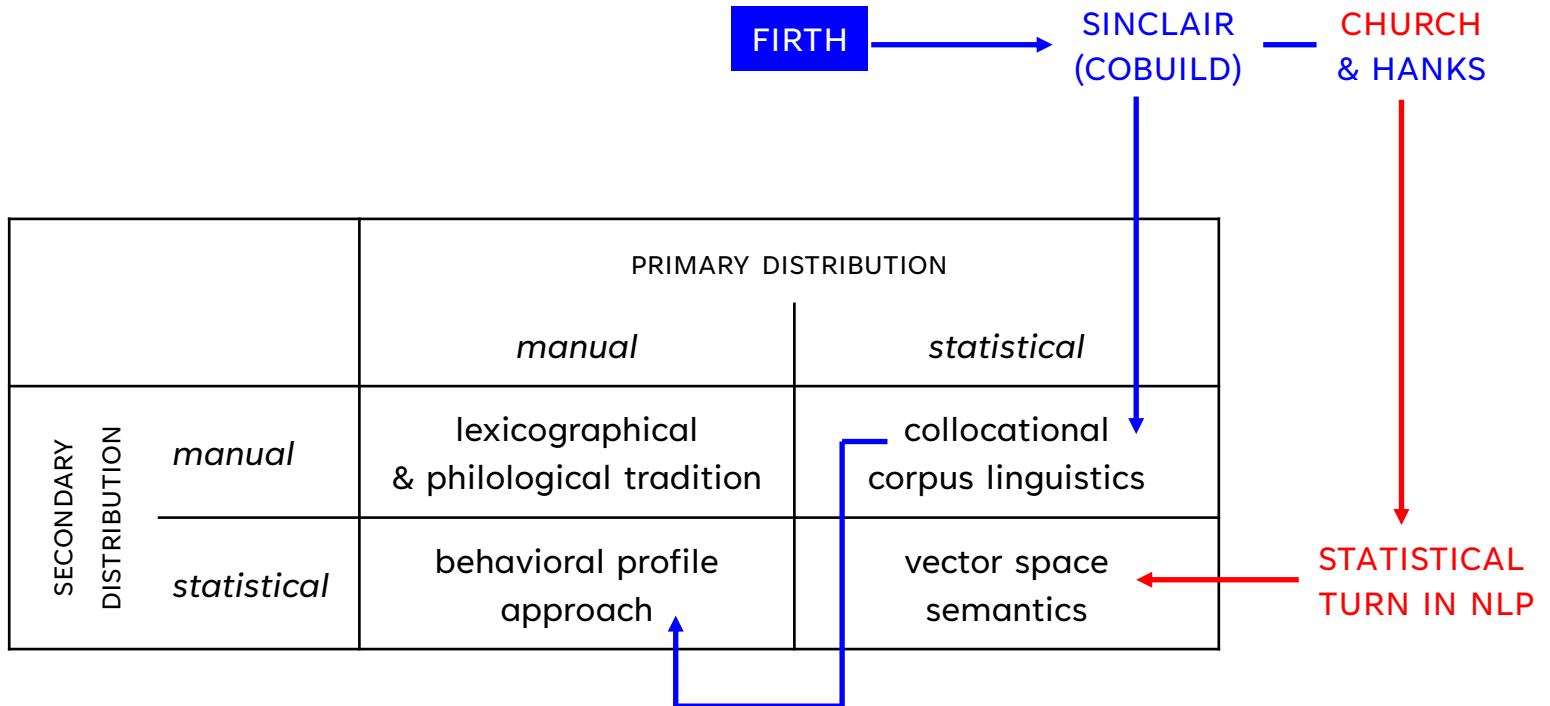 FIRTH
SINCLAIR
(COBUILD)
CHURCH
& HANKS
PRIMARY DISTRIBUTION
manual
statistical
SECONDARY
DISTRIBUTION
manual
lexicographical
& philological tradition
collocational
corpus linguistics
statistical
behavioral profile
approach
vector space
semantics
STATISTICAL
TURN IN NLP